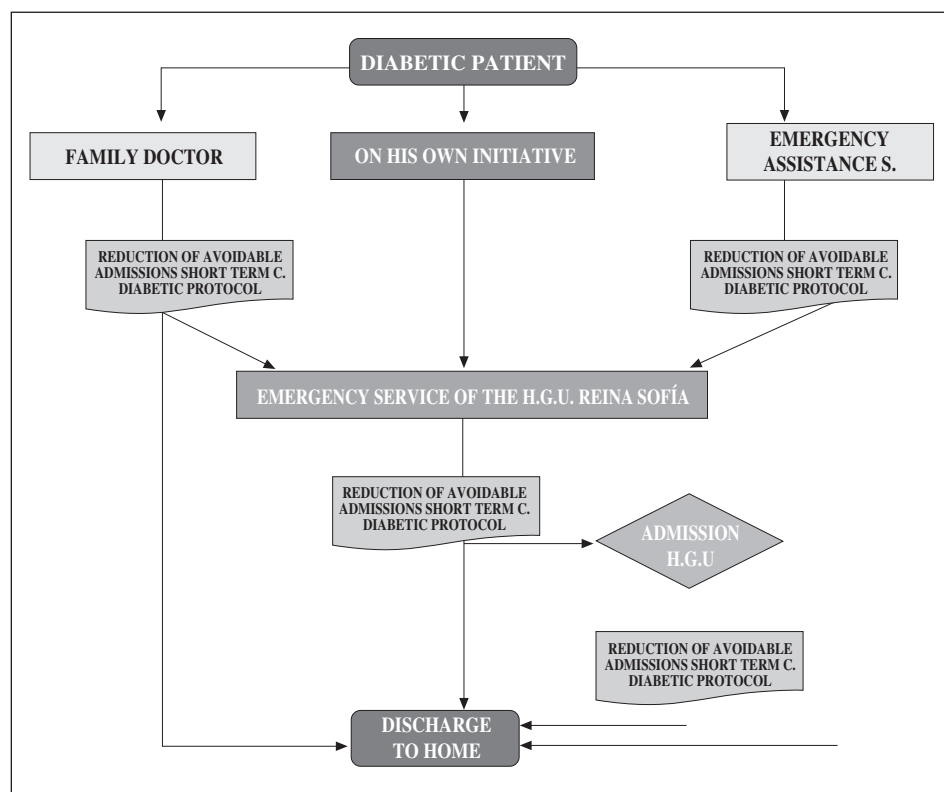 DIABETIC PATIENT
FAMILY DOCTOR
ON HIS OWN INITIATIVE
EMERGENCY
ASSISTANCE S.
REDUCTION OF AVOIDABLE
ADMISSIONS SHORT TERM C.
DIABETIC PROTOCOL
REDUCTION OF AVOIDABLE
ADMISSIONS SHORT TERM C.
DIABETIC PROTOCOL
EMERGENCY SERVICE OF THE H.G.U. REINA SOFÍA
REDUCTION OF AVOIDABLE
ADMISSIONS SHORT TERM C.
DIABETIC PROTOCOL
ADMISSION
H.G.U
REDUCTION OF AVOIDABLE
ADMISSIONS SHORT TERM C.
DIABETIC PROTOCOL
DISCHARGE
TO HOME